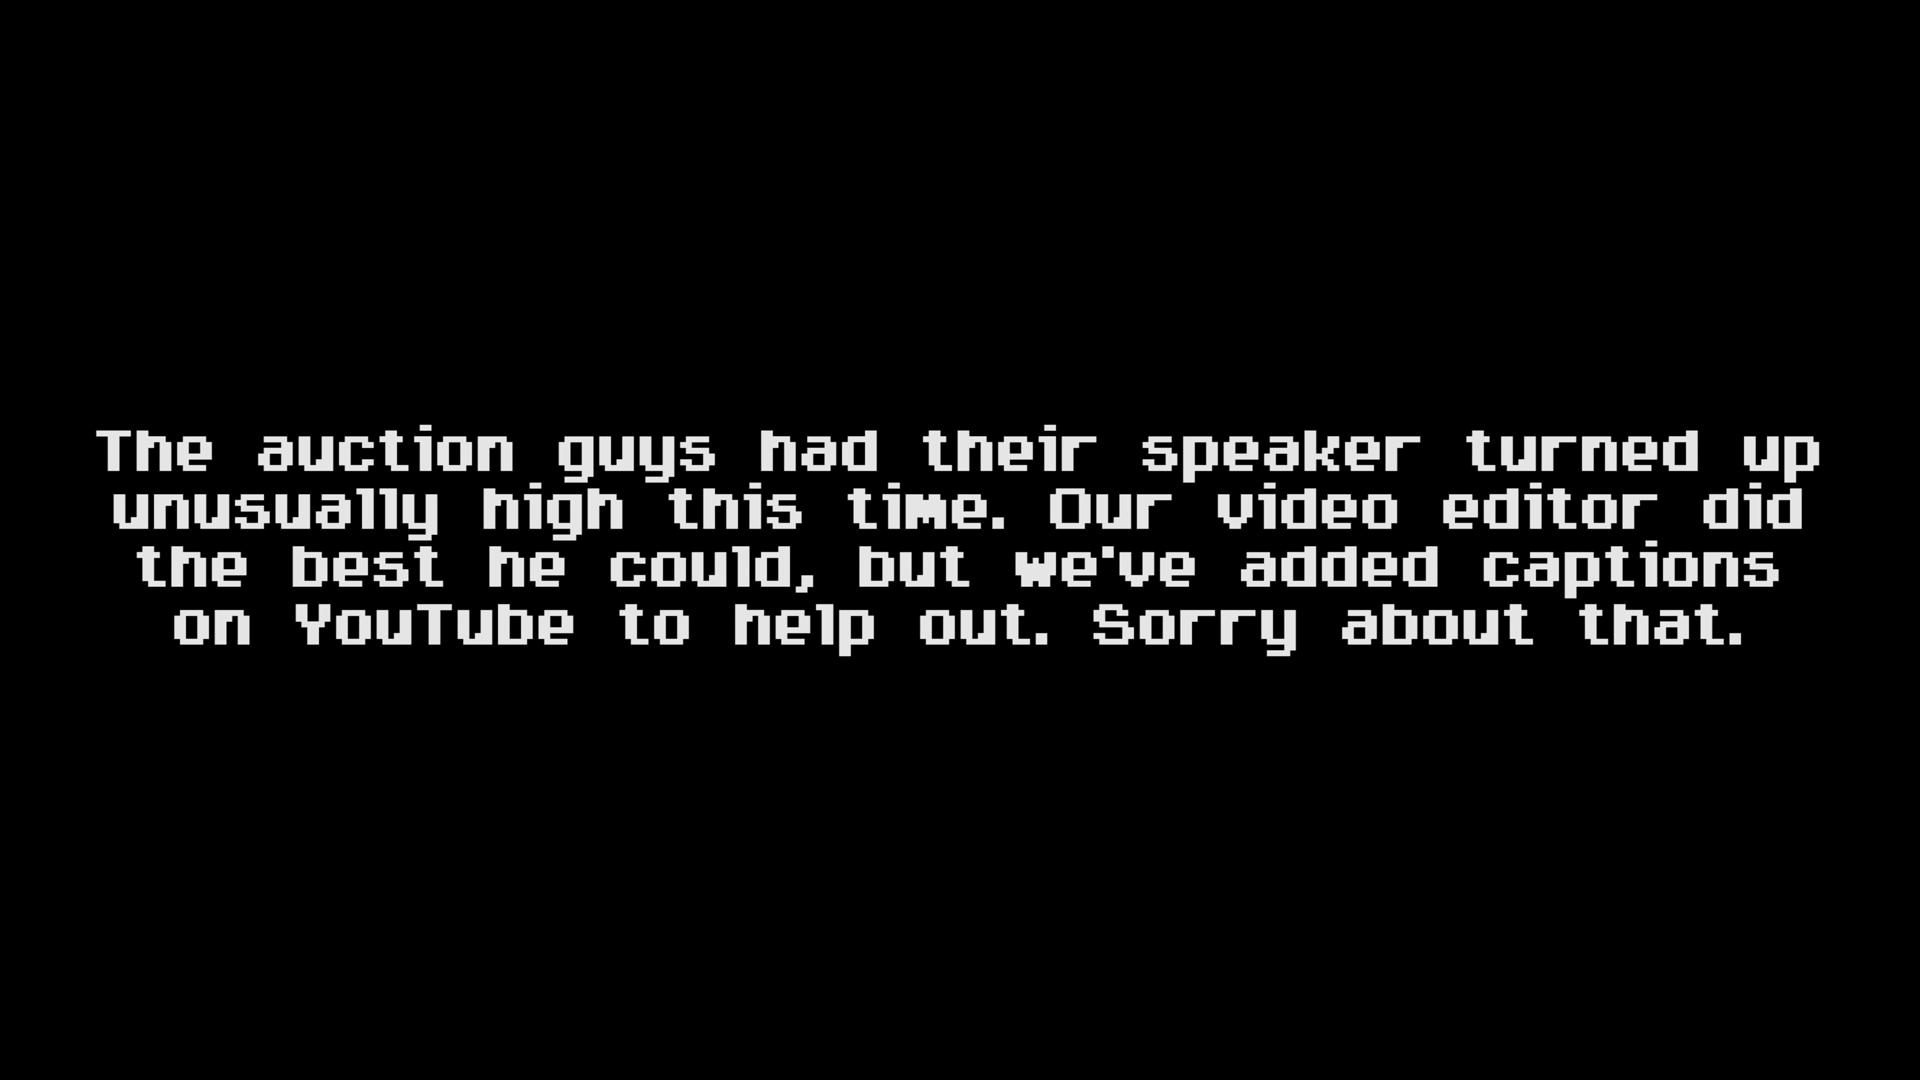 The auction guys had their speaker turned up
unusually high this time. Our video editor did
the best he could, but we've added captions
on YouTube to help out. Sorry about that.